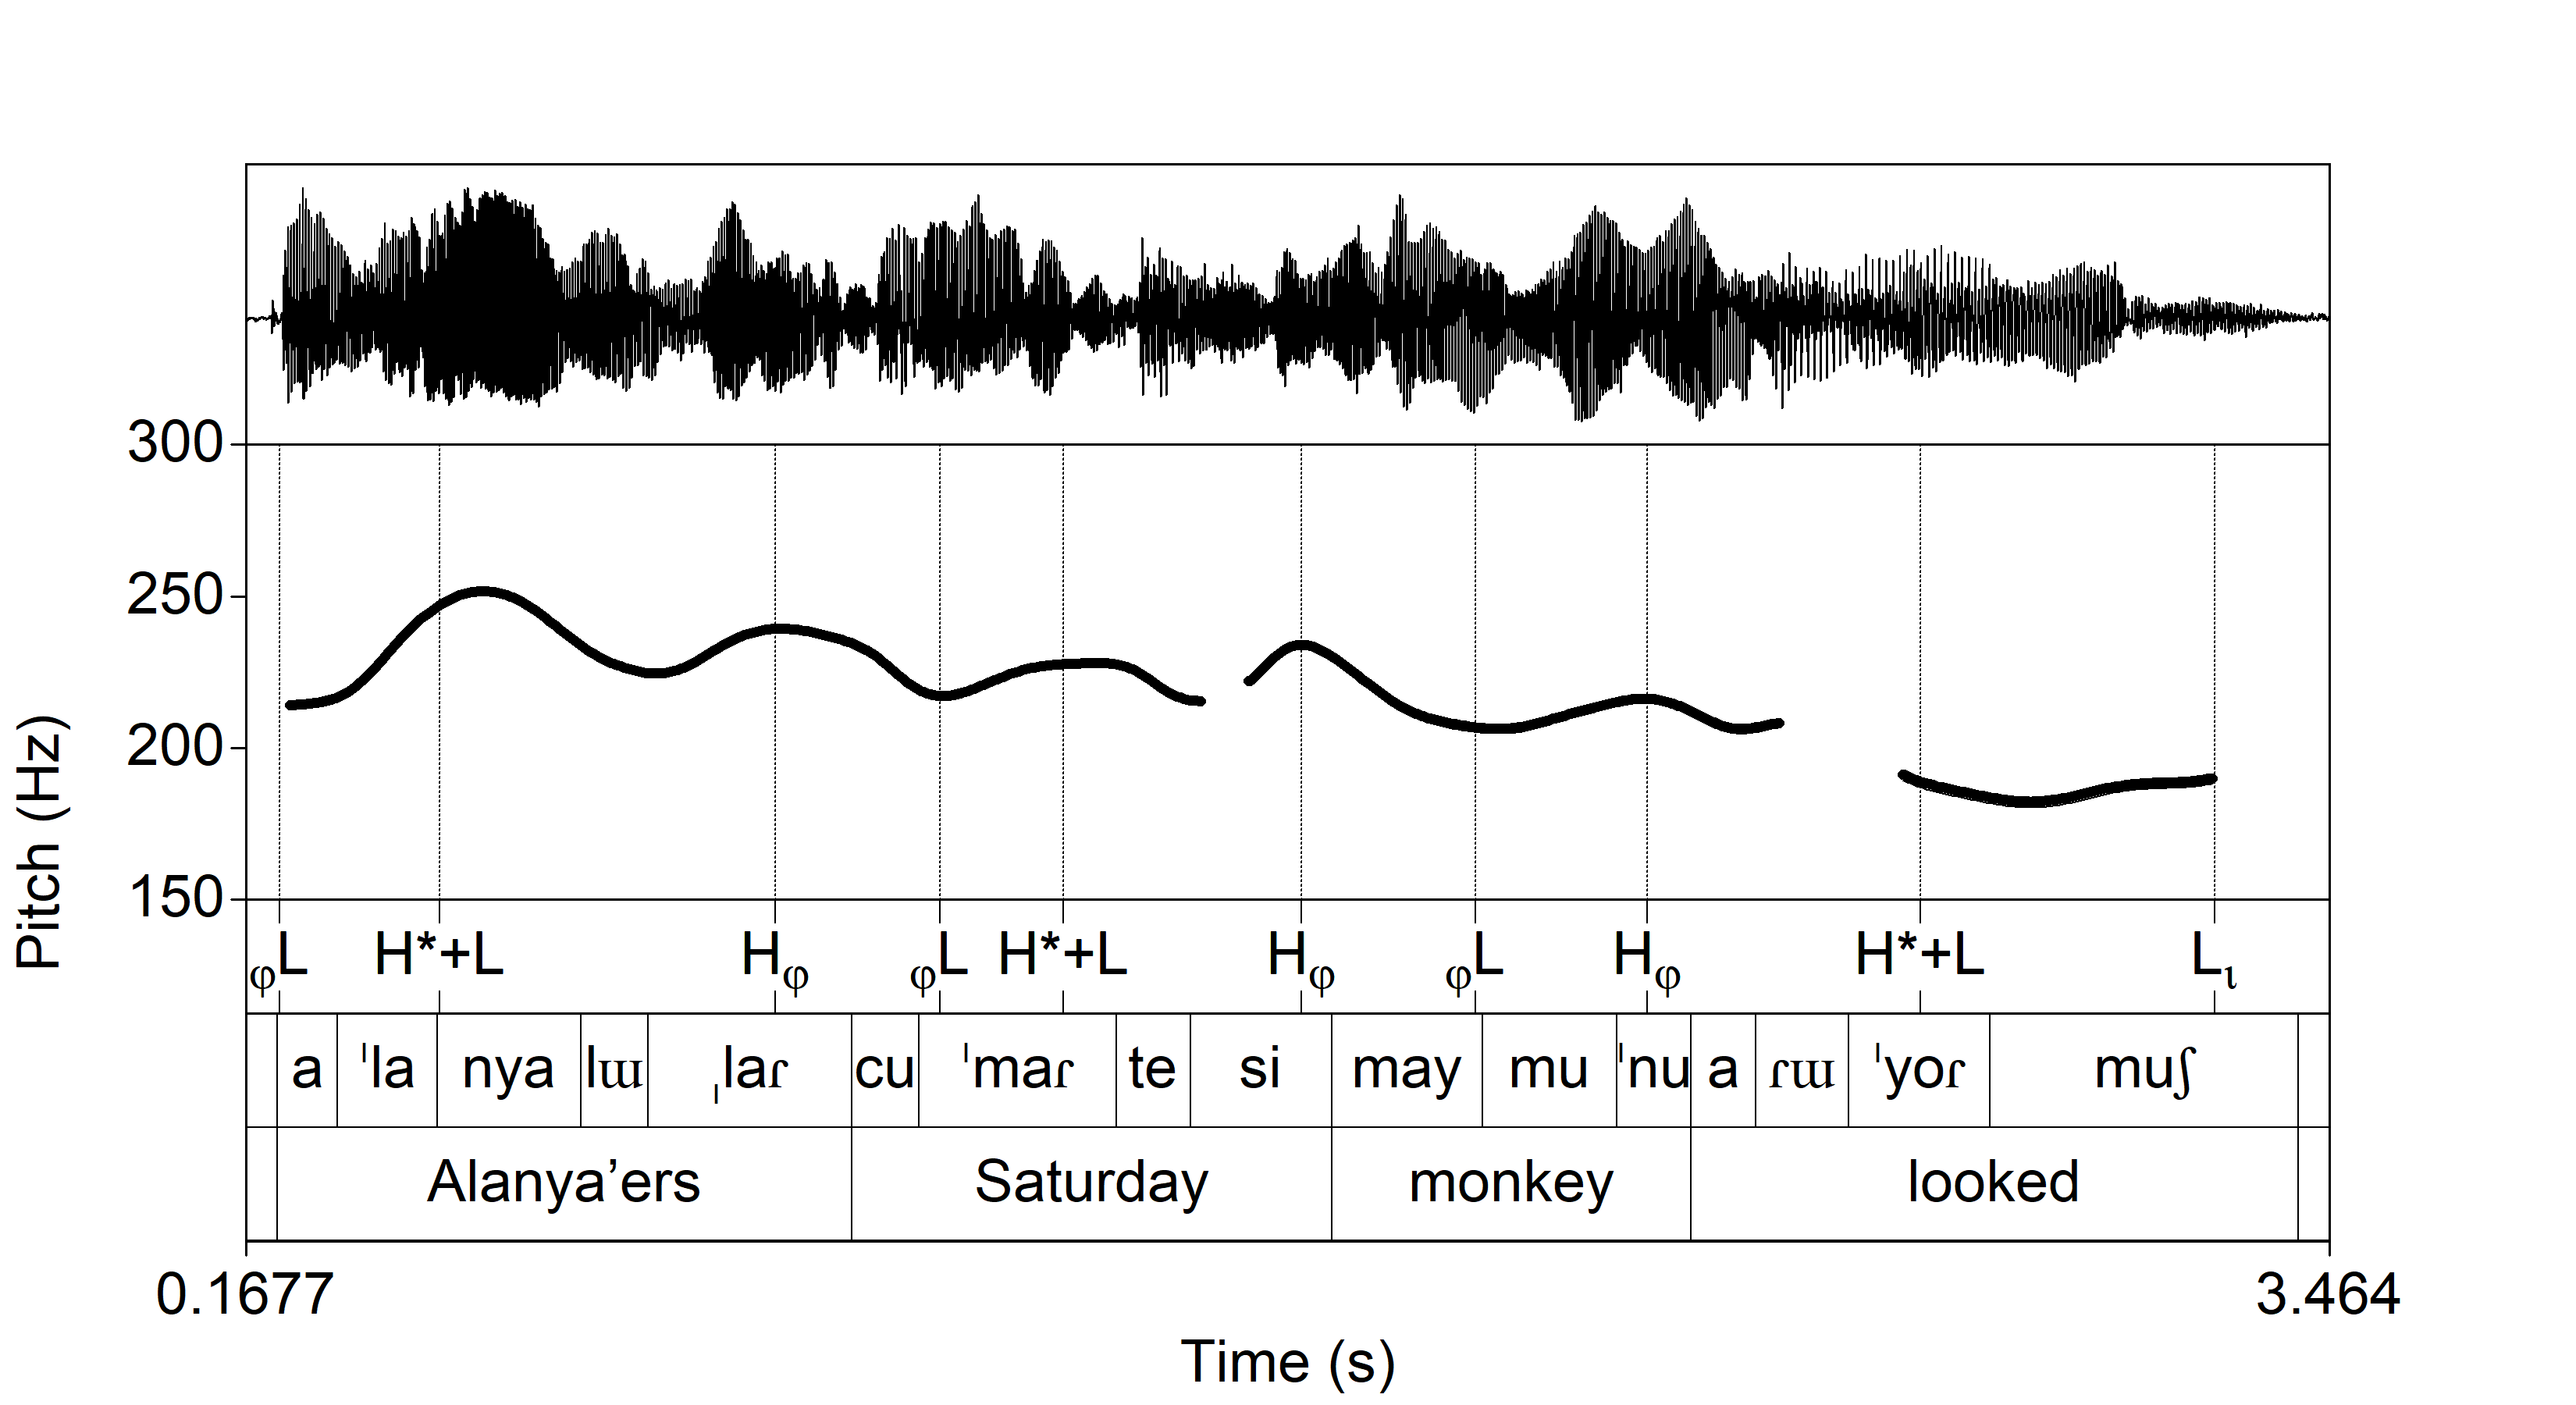 300
250
200
150
Pitch (Hz)
φL H*+L Hφ φL H*+L Hφ φL Hφ H*+L Lι
a ˈla nya lɯ ˌlaɾ cu ˈmaɾ te si may mu ˈnu a ɾɯ ˈyoɾ muʃ
Alanya’ers Saturday monkey looked
0.1677 3.464
Time (s)